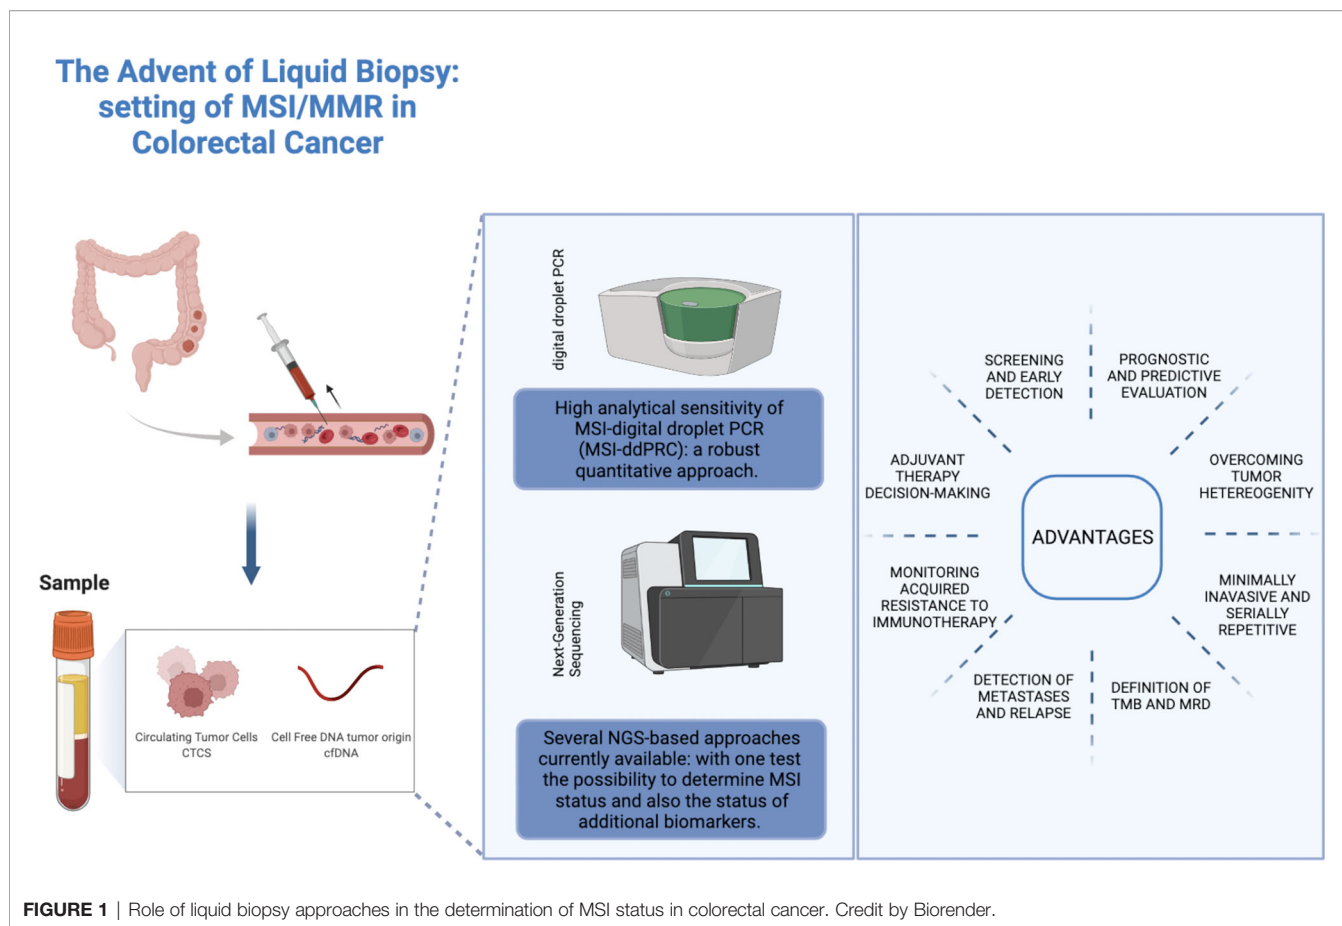 The Advent of Liquid Biopsy:
setting of MSI/MMR in
Colorectal Cancer
Sample
Circulating Tumor Cells
CTCS
Cell Free DNA tumor origin
cfDNA
digital droplet PCR
High analytical sensitivity of
MSI-digital droplet PCR
(MSI-ddPRC): a robust
quantitative approach.
Next-Generation
Sequencing
Several NGS-based approaches
currently available: with one test
the possibility to determine MSI
status and also the status of
additional biomarkers.
SCREENING
AND EARLY
DETECTION
PROGNOSTIC
AND PREDICTIVE
EVALUATION
ADJUVANT
THERAPY
DECISION-MAKING
OVERCOMING
TUMOR
HETEREOGENITY
ADVANTAGES
MONITORING
ACQUIRED
RESISTANCE TO
IMMUNOTHERAPY
MINIMALLY
INAVASIVE AND
SERIALLY
REPETITIVE
DETECTION OF
METASTASES
AND RELAPSE
DEFINITION OF
TMB AND MRD
FIGURE 1 | Role of liquid biopsy approaches in the determination of MSI status in colorectal cancer. Credit by Biorender.